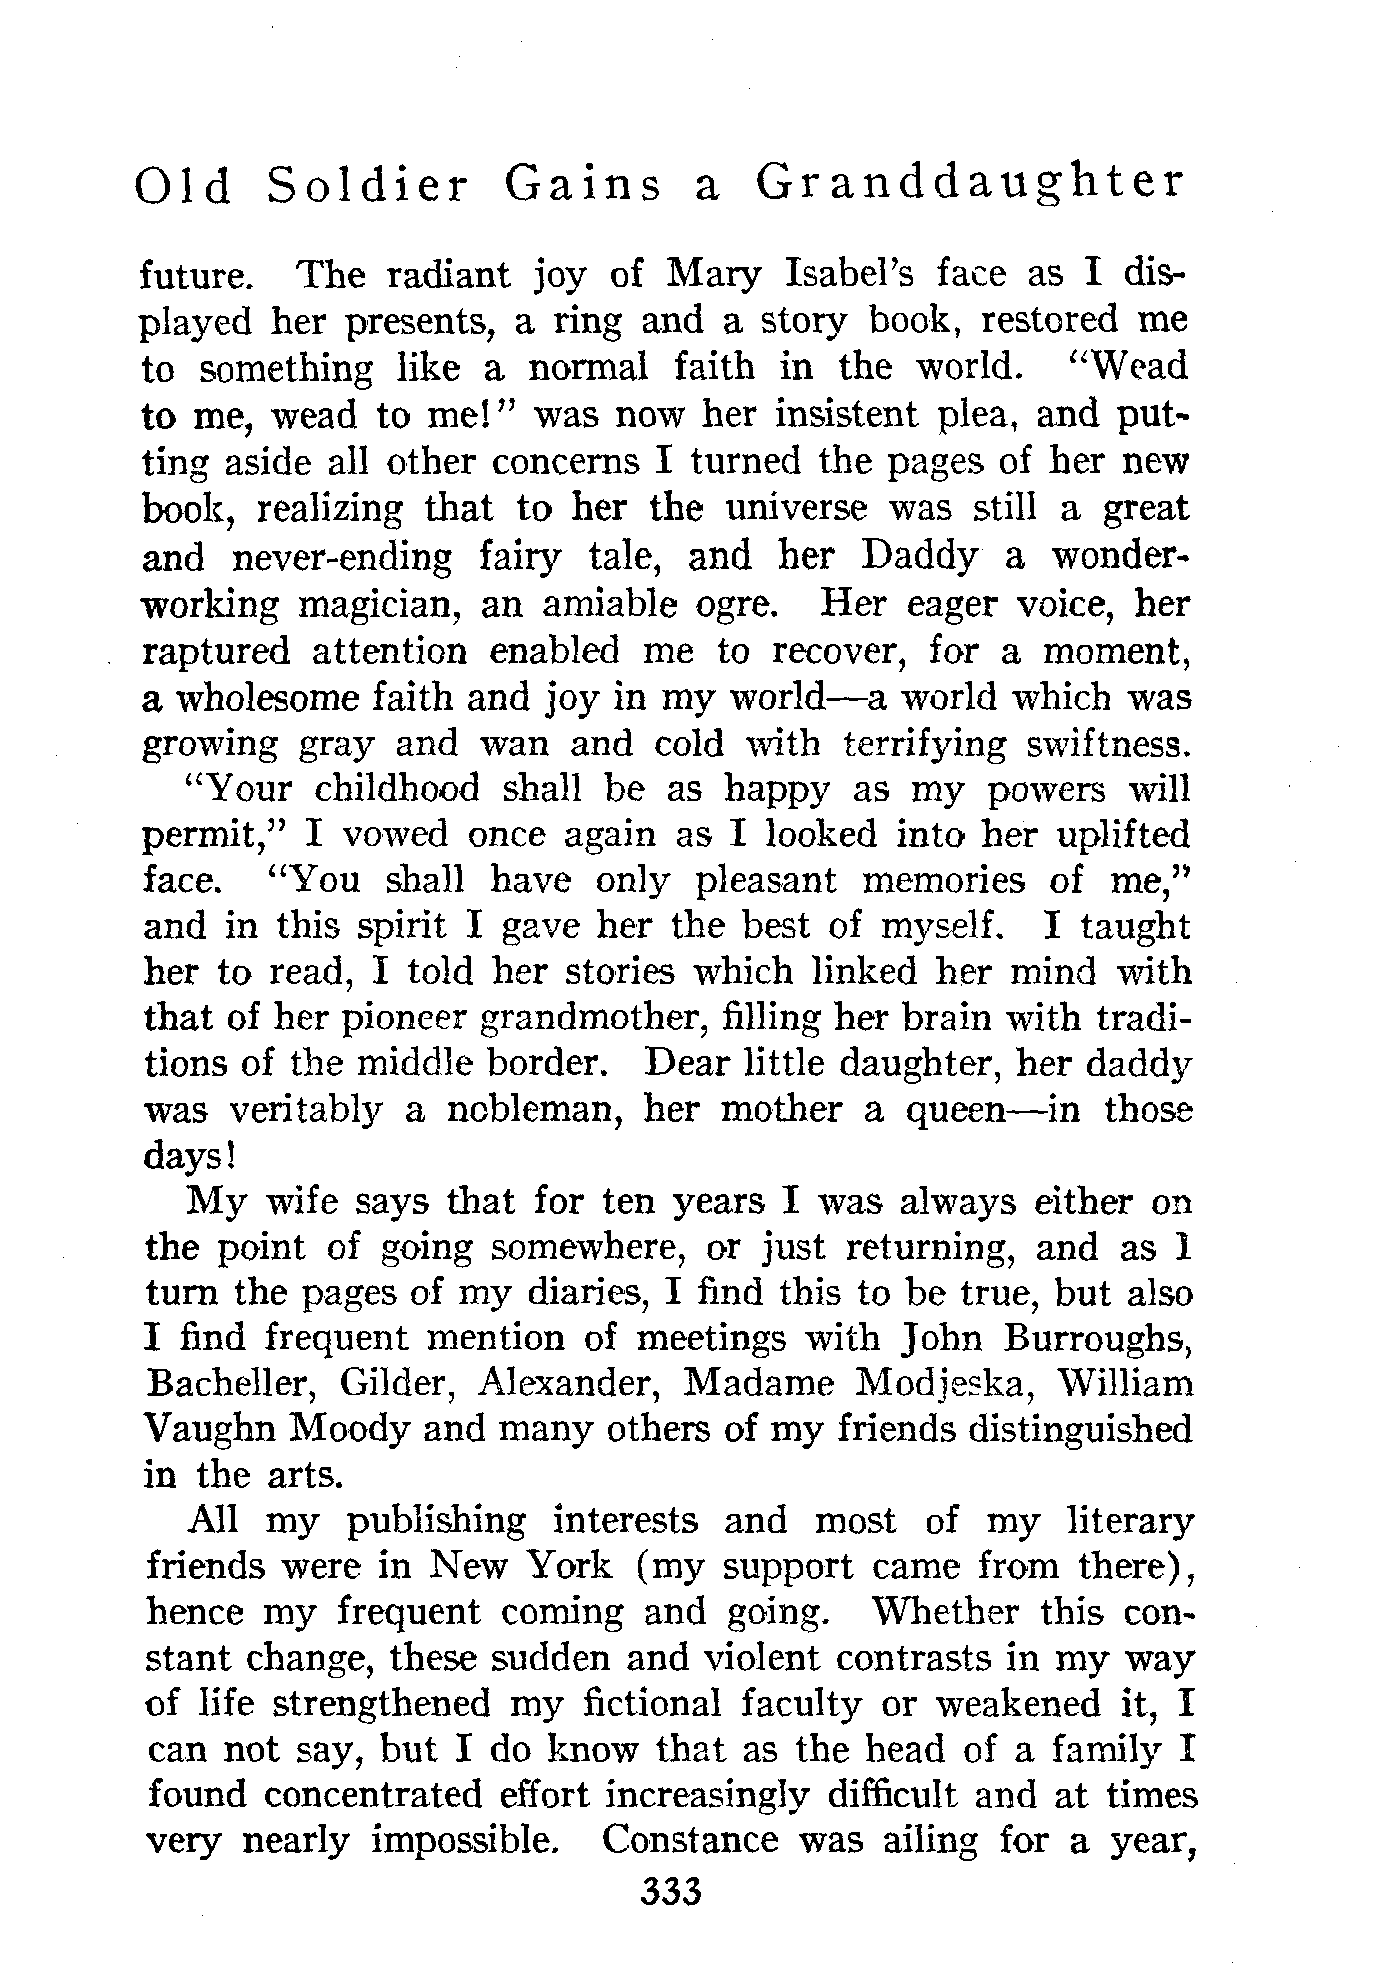 Old Soldier Gains a Granddaughter
future. The radiant joy of Mary Isabel's face as I dis-
played her presents, a ring and a story book, restored me
to something like a normal faith in the world. "Wead
to me, wead to me!" was now her insistent plea, and put-
ting aside all other concerns I turned the pages of her new
book, realizing that to her the universe was still a great
and never-ending fairy tale, and her Daddy a wonder-
working magician, an amiable ogre. Her eager voice, her
raptured attention enabled me to recover, for a moment,
a wholesome faith and joy in my world—a world which was
growing gray and wan and cold with terrifying swiftness.
"Your childhood shall be as happy as my powers will
permit," I vowed once again as I looked into her uplifted
face. "You shall have only pleasant memories of me,"
and in this spirit I gave her the best of myself. I taught
her to read, I told her stories which linked her mind with
that of her pioneer grandmother, filling her brain with tradi-
tions of the middle border. Dear little daughter, her daddy
was veritably a nobleman, her mother a queen—in those
days!
My wife says that for ten years I was always either on
the point of going somewhere, or just returning, and as I
turn the pages of my diaries, I find this to be true, but also
I find frequent mention of meetings with John Burroughs,
Bacheller, Gilder, Alexander, Madame Modjeska, William
Vaughn Moody and many others of my friends distinguished
in the arts.
All my publishing interests and most of my literary
friends were in New York (my support came from there),
hence my frequent coming and going. Whether this con-
stant change, these sudden and violent contrasts in my way
of life strengthened my fictional faculty or weakened it, I
can not say, but I do know that as the head of a family I
found concentrated effort increasingly difficult and at times
very nearly impossible. Constance was ailing for a year,
333